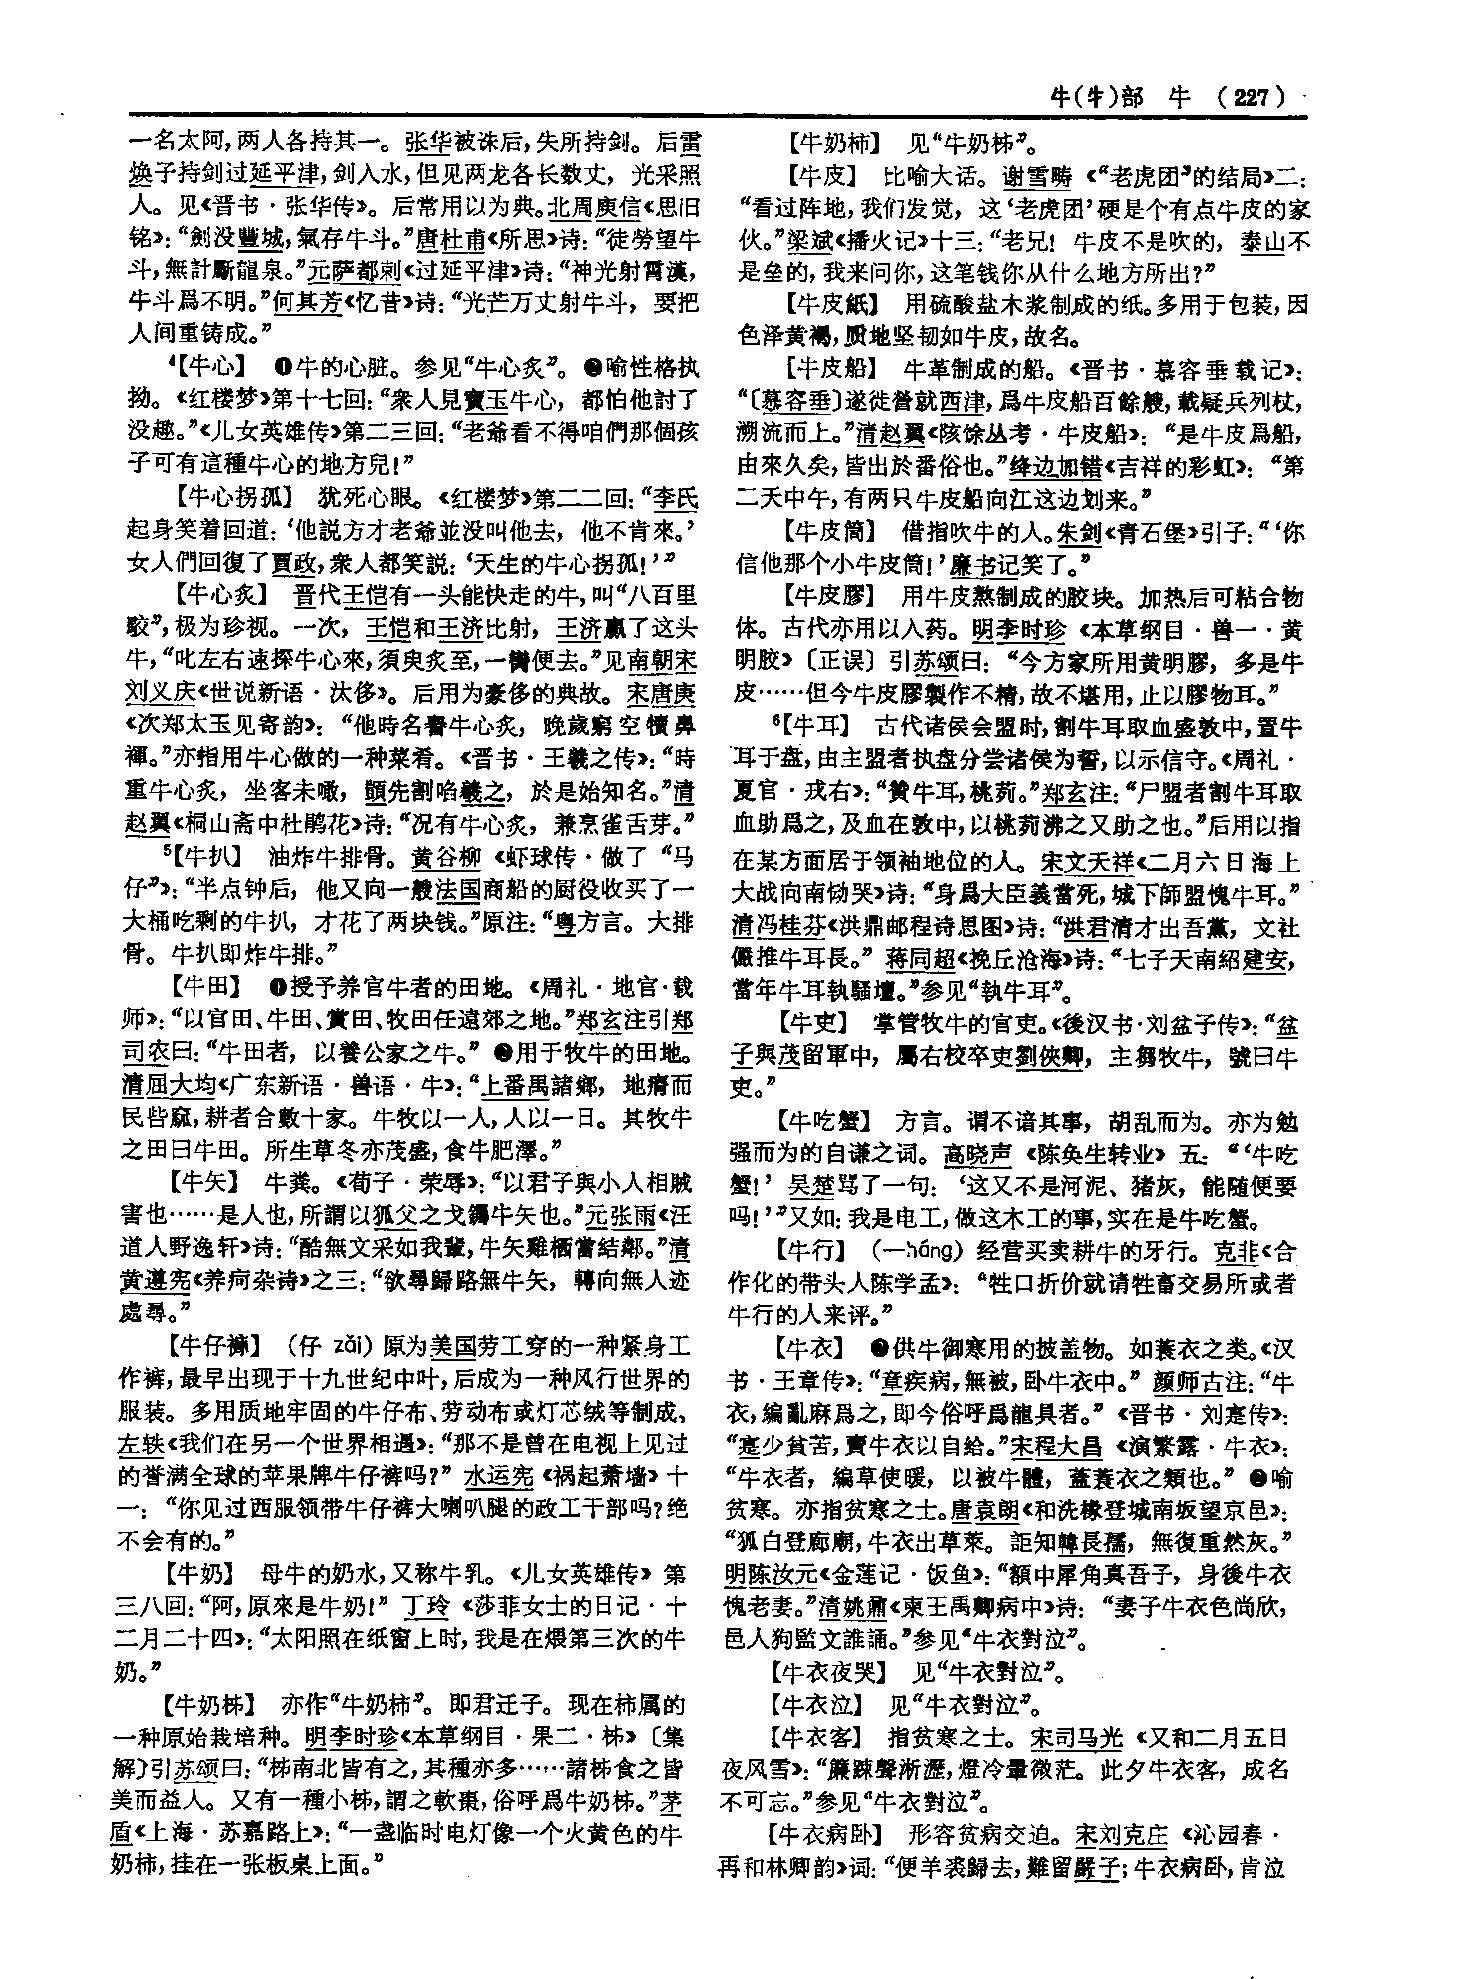 牛(牜)部 牛 (227)
一名太阿,两人各持其一。张华被诛后,失所持剑。后雷
焕子持剑过延平津,剑入水,但见两龙各长数丈,光采照
人。见《晋书·张华传》。后常用以为典。北周庾信《思旧
铭》:“劍没豐城,氣存牛斗。”唐杜甫《所思》诗:“徒勞望牛
斗,無計斸龍泉。”元萨都剌《过延平津》诗:“神光射霄漢,
牛斗爲不明。”何其芳《忆昔》诗:“光芒万丈射牛斗,要把
人间重铸成。”
⁴【牛心】 ❶牛的心脏。参见“牛心炙”。❷喻性格执
拗。《红楼梦》第十七回:“衆人見寶玉牛心,都怕他討了
没趣。”《儿女英雄传》第二三回:“老爺看不得咱們那個孩
子可有這種牛心的地方兒!”
【牛心拐孤】 犹死心眼。《红楼梦》第二二回:“李氏
起身笑着回道:‘他説方才老爺並没叫他去,他不肯來。’
女人們回復了賈政,衆人都笑説:‘天生的牛心拐孤!’”
【牛心炙】 晋代王恺有一头能快走的牛,叫“八百里
駮”,极为珍视。一次,王恺和王济比射,王济赢了这头
牛,“叱左右速探牛心來,須臾炙至,一臠便去。”见南朝宋
刘义庆《世说新语·汰侈》。后用为豪侈的典故。宋唐庚
《次郑太玉见寄韵》:“他時名謩牛心炙,晚歲窮空犢鼻
褌。”亦指用牛心做的一种菜肴。《晋书·王羲之传》:“時
重牛心炙,坐客未噉,顗先割啗羲之,於是始知名。”清
赵翼《桐山斋中杜鹃花》诗:“况有牛心炙,兼烹雀舌芽。”
⁵【牛扒】 油炸牛排骨。黄谷柳《虾球传·做了“马
仔”》:“半点钟后,他又向一艘法国商船的厨役收买了一
大桶吃剩的牛扒,才花了两块钱。”原注:“粤方言。大排
骨。牛扒即炸牛排。”
【牛田】 ❶授予养官牛者的田地。《周礼·地官·载
师》:“以官田、牛田、賞田、牧田任遠郊之地。”郑玄注引郑
司农曰:“牛田者,以養公家之牛。”❷用于牧牛的田地。
清屈大均《广东新语·兽语·牛》:“上番禺諸鄉,地瘠而
民呰窳,耕者合數十家。牛牧以一人,人以一日。其牧牛
之田曰牛田。所生草冬亦茂盛,食牛肥澤。”
【牛矢】 牛粪。《荀子·荣辱》:“以君子與小人相賊
害也……是人也,所謂以狐父之戈钃牛矢也。”元张雨《汪
道人野逸轩》诗:“酷無文采如我輩,牛矢雞栖嘗結鄰。”清
黄遵宪《养疴杂诗》之三:“欲尋歸路無牛矢,轉向無人迹
處尋。”
【牛仔褲】 (仔 zǎi)原为美国劳工穿的一种紧身工
作裤,最早出现于十九世纪中叶,后成为一种风行世界的
服装。多用质地牢固的牛仔布、劳动布或灯芯绒等制成、
左轶《我们在另一个世界相遇》:“那不是曾在电视上见过
的誉满全球的苹果牌牛仔裤吗?”水运宪《祸起萧墙》十
一:“你见过西服领带牛仔裤大喇叭腿的政工干部吗?绝
不会有的。”
【牛奶】 母牛的奶水,又称牛乳。《儿女英雄传》第
三八回:“阿,原來是牛奶!”丁玲《莎菲女士的日记·十
二月二十四》:“太阳照在纸窗上时,我是在煨第三次的牛
奶。”
【牛奶柹】 亦作“牛奶柿”。即君迁子。现在柿属的
一种原始栽培种。明李时珍《本草纲目·果二·柹》〔集
解〕引苏颂曰:“柹南北皆有之,其種亦多……諸柹食之皆
美而益人。又有一種小柹,謂之軟棗,俗呼爲牛奶柹。”茅
盾《上海·苏嘉路上》:“一盏临时电灯像一个火黄色的牛
奶柿,挂在一张板桌上面。”
【牛奶柿】 见“牛奶柹”。
【牛皮】 比喻大话。谢雪畴《“老虎团”的结局》二:
“看过阵地,我们发觉,这‘老虎团’硬是个有点牛皮的家
伙。”梁斌《播火记》十三:“老兄!牛皮不是吹的,泰山不
是垒的,我来问你,这笔钱你从什么地方所出?”
【牛皮紙】 用硫酸盐木浆制成的纸。多用于包装,因
色泽黄褐,质地坚韧如牛皮,故名。
【牛皮船】 牛革制成的船。《晋书·慕容垂载记》:
“〔慕容垂〕遂徙營就西津,爲牛皮船百餘艘,載疑兵列杖,
溯流而上。”清赵翼《陔馀丛考·牛皮船》:“是牛皮爲船,
由來久矣,皆出於番俗也。”绛边加错《吉祥的彩虹》:“第
二天中午,有两只牛皮船向江这边划来。”
【牛皮筒】 借指吹牛的人。朱剑《青石堡》引子:“‘你
信他那个小牛皮筒!’廉书记笑了。”
【牛皮膠】 用牛皮熬制成的胶块。加热后可粘合物
体。古代亦用以入药。明李时珍《本草纲目·兽一·黄
明胶》〔正误〕引苏颂曰:“今方家所用黄明膠,多是牛
皮……但今牛皮膠製作不精,故不堪用,止以膠物耳。”
⁶【牛耳】 古代诸侯会盟时,割牛耳取血盛敦中,置牛
耳于盘,由主盟者执盘分尝诸侯为誓,以示信守。《周礼·
夏官·戎右》:“贊牛耳,桃茢。”郑玄注:“尸盟者割牛耳取
血助爲之,及血在敦中,以桃茢沸之又助之也。”后用以指
在某方面居于领袖地位的人。宋文天祥《二月六日海上
大战向南恸哭》诗:“身爲大臣義當死,城下師盟愧牛耳。”
清冯桂芬《洪鼎邮程诗思图》诗:“洪君清才出吾黨,文社
儼推牛耳長。”蒋同超《挽丘沧海》诗:“七子天南紹建安,
當年牛耳執騷壇。”参见“執牛耳”。
【牛吏】 掌管牧牛的官吏。《後汉书·刘盆子传》:“盆
子與茂留軍中,屬右校卒吏劉俠卿,主芻牧牛,號曰牛
吏。”
【牛吃蟹】 方言。谓不谙其事,胡乱而为。亦为勉
强而为的自谦之词。高晓声《陈奂生转业》五:“‘牛吃
蟹!’吴楚骂了一句:‘这又不是河泥、猪灰,能随便要
吗!’”又如:我是电工,做这木工的事,实在是牛吃蟹。
【牛行】 (—háng)经营买卖耕牛的牙行。克非《合
作化的带头人陈学孟》:“牲口折价就请牲畜交易所或者
牛行的人来评。”
【牛衣】 ❶供牛御寒用的披盖物。如蓑衣之类。《汉
书·王章传》:“章疾病,無被,卧牛衣中。”颜师古注:“牛
衣,編亂麻爲之,即今俗呼爲龍具者。”《晋书·刘寔传》:
“寔少貧苦,賣牛衣以自給。”宋程大昌《演繁露·牛衣》:
“牛衣者,編草使暖,以被牛體,蓋蓑衣之類也。”❷喻
贫寒。亦指贫寒之士。唐袁朗《和洗掾登城南坂望京邑》:
“狐白登廊廟,牛衣出草萊。詎知韓長孺,無復重然灰。”
明陈汝元《金莲记·饭鱼》:“額中犀角真吾子,身後牛衣
愧老妻。”清姚鼐《柬王禹卿病中》诗:“妻子牛衣色尚欣,
邑人狗監文誰誦。”参见“牛衣對泣”。
【牛衣夜哭】 见“牛衣對泣”。
【牛衣泣】 见“牛衣對泣”。
【牛衣客】 指贫寒之士。宋司马光《又和二月五日
夜风雪》:“簾疎聲淅瀝,燈冷暈微茫。此夕牛衣客,成名
不可忘。”参见“牛衣對泣”。
【牛衣病卧】 形容贫病交迫。宋刘克庄《沁园春·
再和林卿韵》词:“便羊裘歸去,難留嚴子;牛衣病卧,肯泣